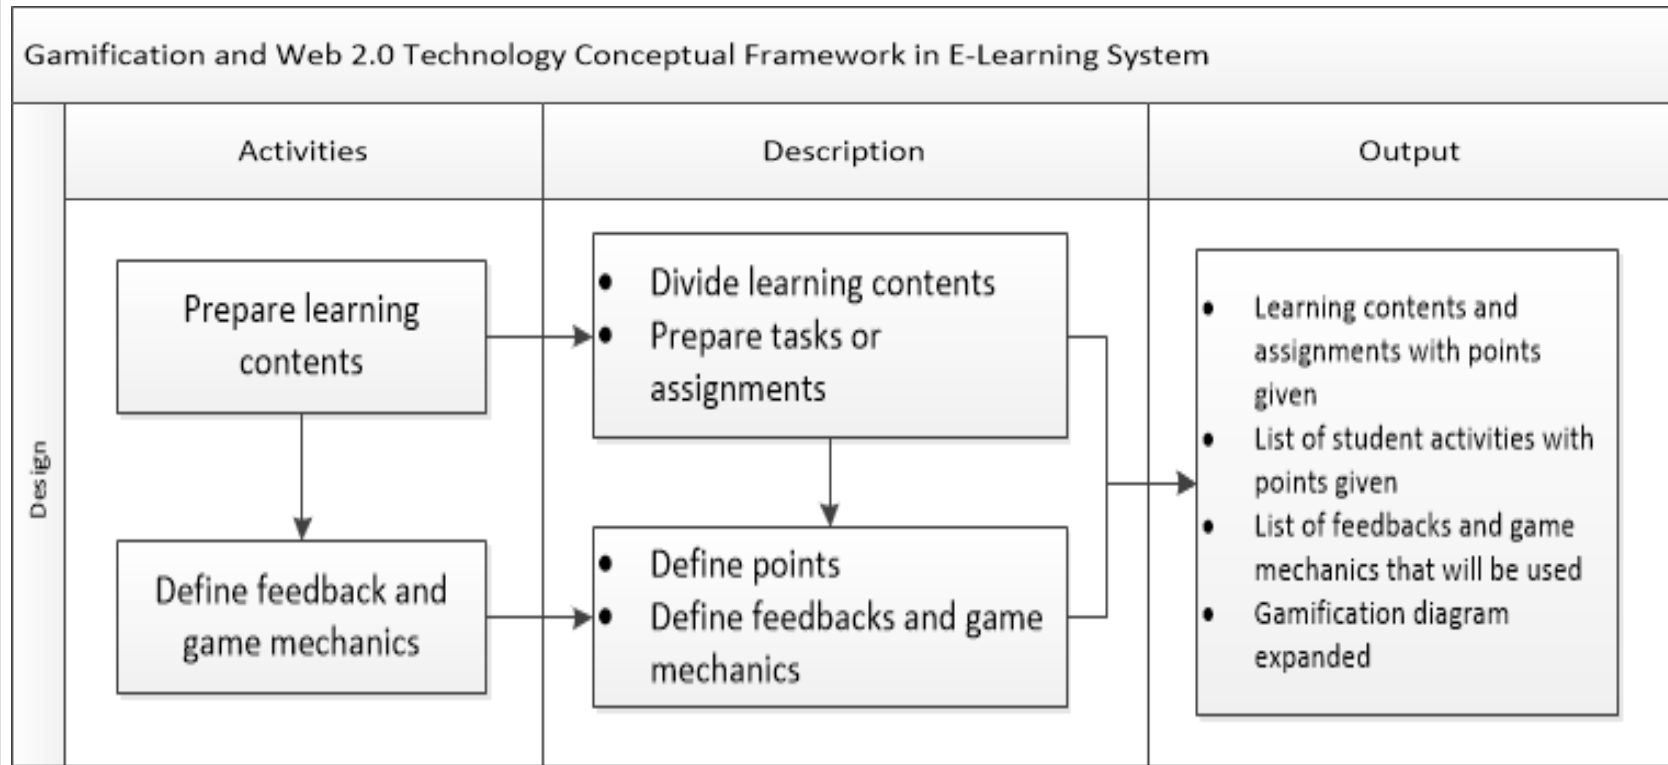 Gamification and Web 2.0 Technology Conceptual Framework in E-Learning System
Activities
Description
Output
Design
Prepare learning
contents
• Divide learning contents
• Prepare tasks or
assignments
Define feedback and
game mechanics
• Define points
• Define feedbacks and game
mechanics
• Learning contents and
assignments with points
given
• List of student activities with
points given
• List of feedbacks and game
mechanics that will be used
• Gamification diagram
expanded